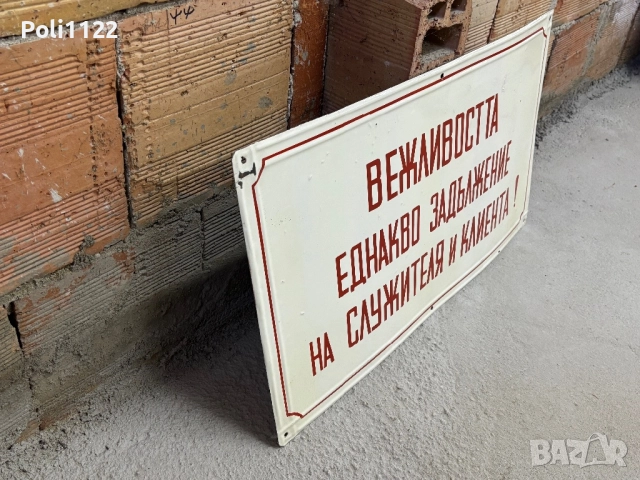 Poli1122
ВЕЖЛИВОСТТА
ЕДНАКВО ЗАДЪЛЖЕНИЕ
НА СЛУЖИТЕЛЯ И КЛИЕНТА !
BAZAR